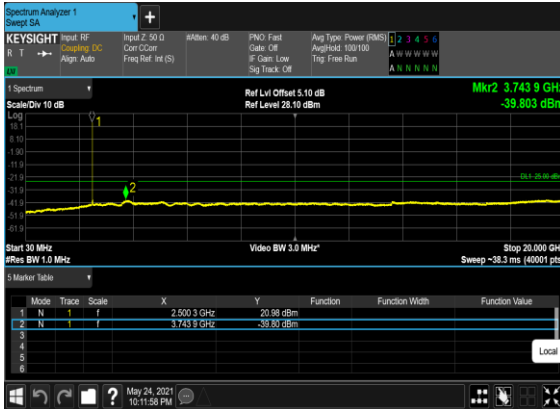 Spectrum Analyzer 1
Swept SA
+
KEYSIGHT Input: RF Input Z: 50 Ω #Atten: 40 dB PNO: Fast Avg Type: Power (RMS) 1 2 3 4 5 6
R T Coupling: DC Corr CCorr Gate: Off Avg|Hold: 100/100 A W W W W W
Align: Auto Freq Ref: Int (S) IF Gain: Low Trig: Free Run
Sig Track: Off A N N N N N
1 Spectrum
Scale/Div 10 dB
Ref Lvl Offset 5.10 dB
Ref Level 28.10 dBm
Mkr2 3.743 9 GHz
-39.803 dBm
Log
18.1
8.10
-1.90
-11.9
-21.9
-31.9
-41.9
-51.9
-61.9
1
2
DL1 -25.00 dBm
Start 30 MHz Video BW 3.0 MHz* Stop 20.000 GH
#Res BW 1.0 MHz Sweep ~38.3 ms (40001 pts
5 Marker Table
Mode Trace Scale X Y Function Function Width Function Value
1 N 1 f 2.500 3 GHz 20.98 dBm
2 N 1 f 3.743 9 GHz -39.80 dBm
3
4
5
6
Local
? May 24, 2021
10:11:58 PM